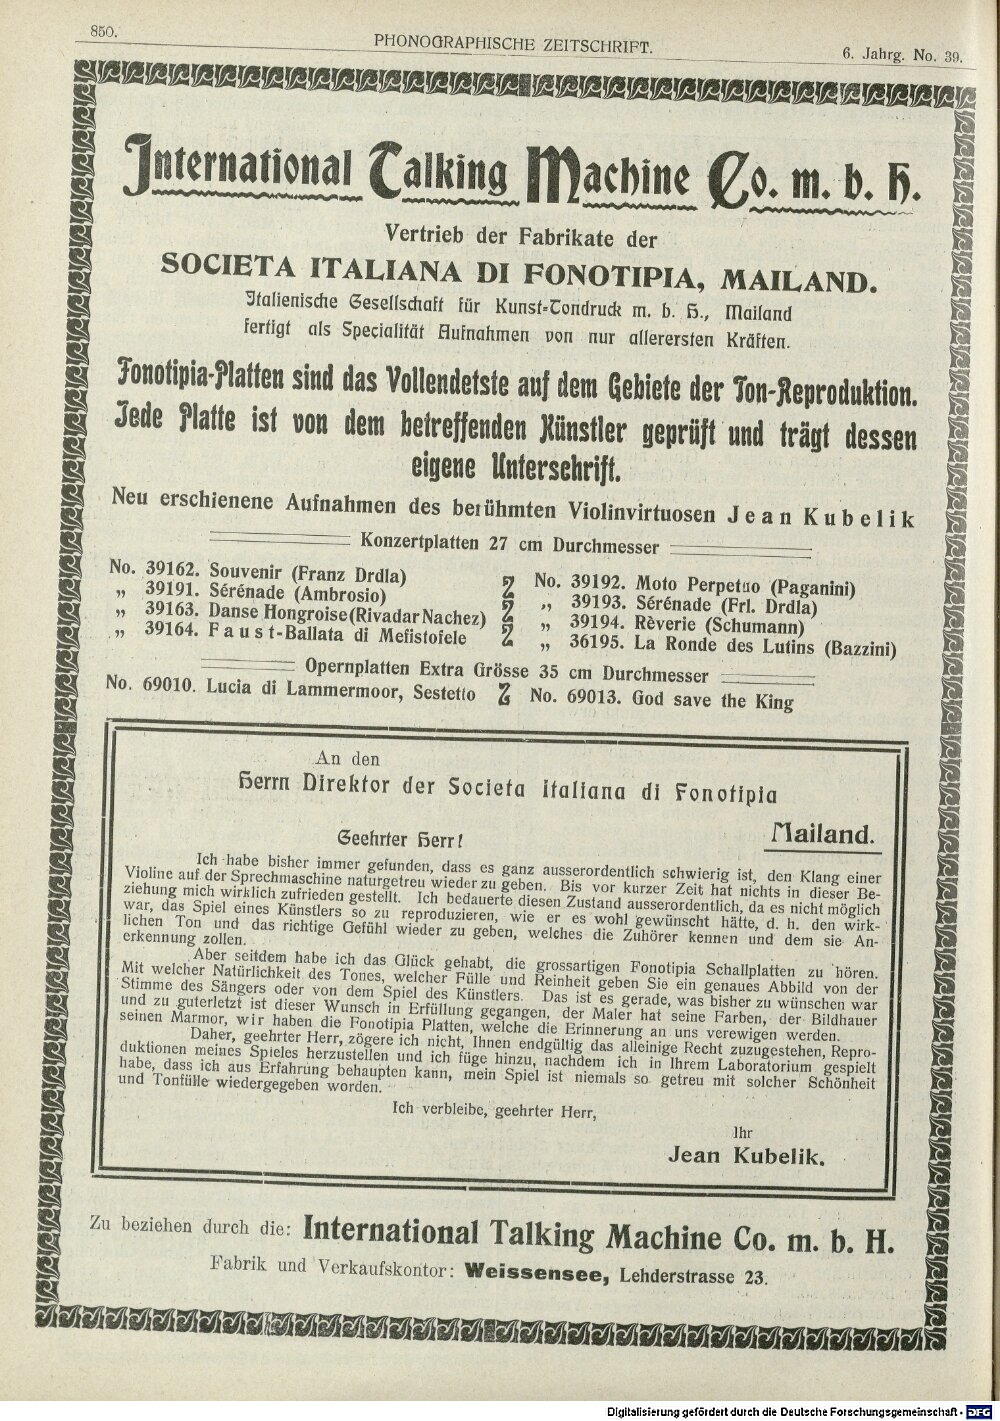 850.
PHONOGRAPHISCHE ZEITSCHRIFT.
6. Jahrg. No. 39.
International Talking Machine Co. m. b. H.
Vertrieb der Fabrikate der
SOCIETA ITALIANA DI FONOTIPIA, MAILAND.
Italienische Gesellschaft für Kunst-Tondruck m. b. H., Mailand
fertigt als Specialität Aufnahmen von nur allerersten Kräften.
Fonotipia-Platten sind das Vollendetste auf dem Gebiete der Ton-Reproduktion.
Jede Platte ist von dem betreffenden Künstler geprüft und trägt dessen
eigene Unterschrift.
Neu erschienene Aufnahmen des berühmten Violinvirtuosen Jean Kubelik
Konzertplatten 27 cm Durchmesser
No. 39162. Souvenir (Franz Drdla)
„ 39191. Sérénade (Ambrosio)
„ 39163. Danse Hongroise (Rivadar Nachez)
„ 39164. Faust-Ballata di Mefistofele
No. 39192. Moto Perpetuo (Paganini)
„ 39193. Sérénade (Frl. Drdla)
„ 39194. Rèverie (Schumann)
„ 36195. La Ronde des Lutins (Bazzini)
Opernplatten Extra Grösse 35 cm Durchmesser
No. 69010. Lucia di Lammermoor, Sestetto
No. 69013. God save the King
An den
Herrn Direktor der Societa italiana di Fonotipia
Mailand.
Geehrter Herr!
Ich habe bisher immer gefunden, dass es ganz ausserordentlich schwierig ist, den Klang einer
Violine auf der Sprechmaschine naturgetreu wieder zu geben. Bis vor kurzer Zeit hat nichts in dieser Be-
ziehung mich wirklich zufrieden gestellt. Ich bedauerte diesen Zustand ausserordentlich, da es nicht möglich
war, das Spiel eines Künstlers so zu reproduzieren, wie er es wohl gewünscht hätte, d. h. den wirk-
lichen Ton und das richtige Gefühl wieder zu geben, welches die Zuhörer kennen und dem sie An-
erkennung zollen.
Aber seitdem habe ich das Glück gehabt, die grossartigen Fonotipia Schallplatten zu hören.
Mit welcher Natürlichkeit des Tones, welcher Fülle und Reinheit geben Sie ein genaues Abbild von der
Stimme des Sängers oder von dem Spiel des Künstlers. Das ist es gerade, was bisher zu wünschen war
und zu guterletzt ist dieser Wunsch in Erfüllung gegangen, der Maler hat seine Farben, der Bildhauer
seinen Marmor, wir haben die Fonotipia Platten, welche die Erinnerung an uns verewigen werden.
Daher, geehrter Herr, zögere ich nicht, Ihnen endgültig das alleinige Recht zuzugestehen, Repro-
duktionen meines Spieles herzustellen und ich füge hinzu, nachdem ich in Ihrem Laboratorium gespielt
habe, dass ich aus Erfahrung behaupten kann, mein Spiel ist niemals so getreu mit solcher Schönheit
und Tonfülle wiedergegeben worden.
Ich verbleibe, geehrter Herr,
Ihr
Jean Kubelik.
Zu beziehen durch die: International Talking Machine Co. m. b. H.
Fabrik und Verkaufskontor: Weissensee, Lehderstrasse 23.
Digitalisierung gefördert durch die Deutsche Forschungsgemeinschaft - DFG